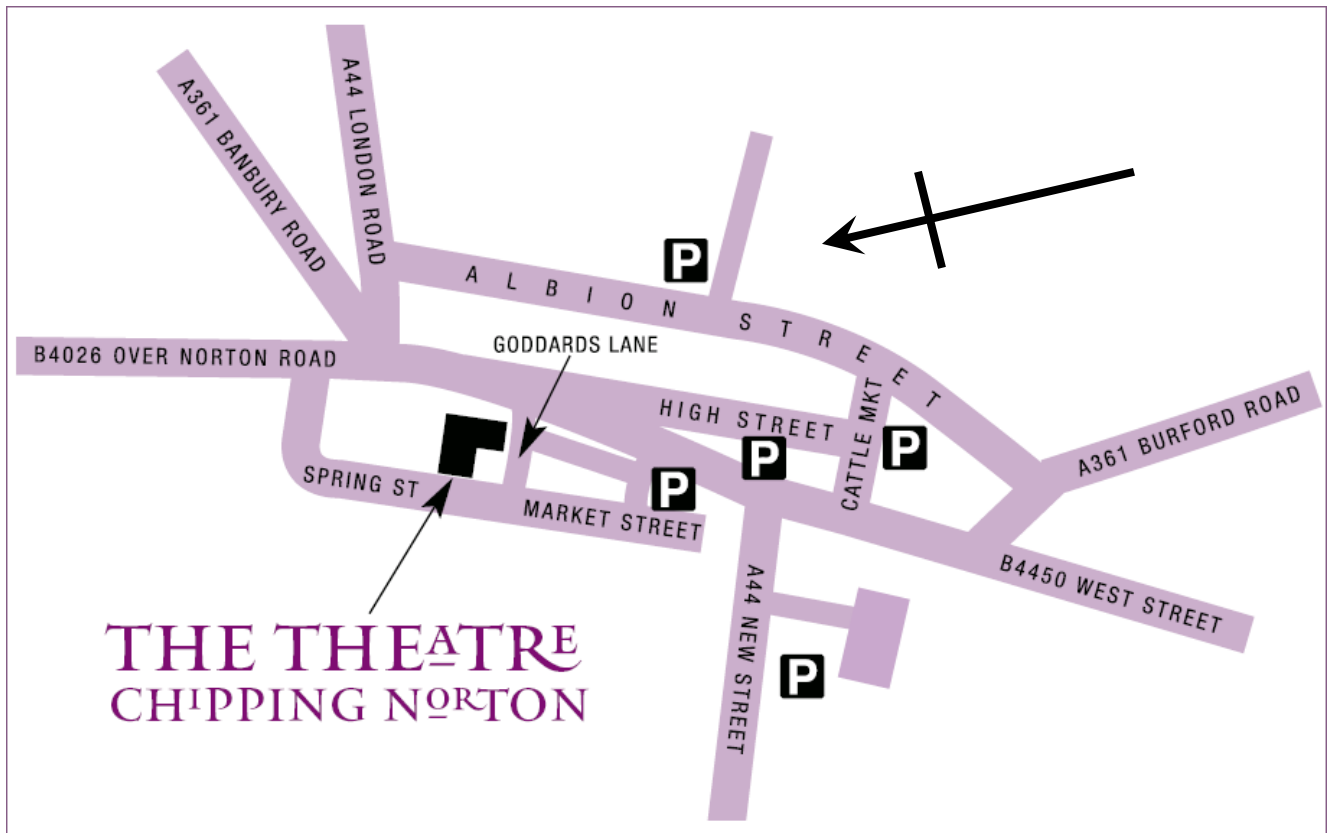 A44 LONDON ROAD
A361 BANBURY ROAD
P
ALBION STREET
B4026 OVER NORTON ROAD
GODDARDS LANE
HIGH STREET
CATTLE MKT
A361 BURFORD ROAD
P
P
P
SPRING ST
MARKET STREET
B4450 WEST STREET
A44 NEW STREET
P
THE THEATRE
CHIPPING NORTON